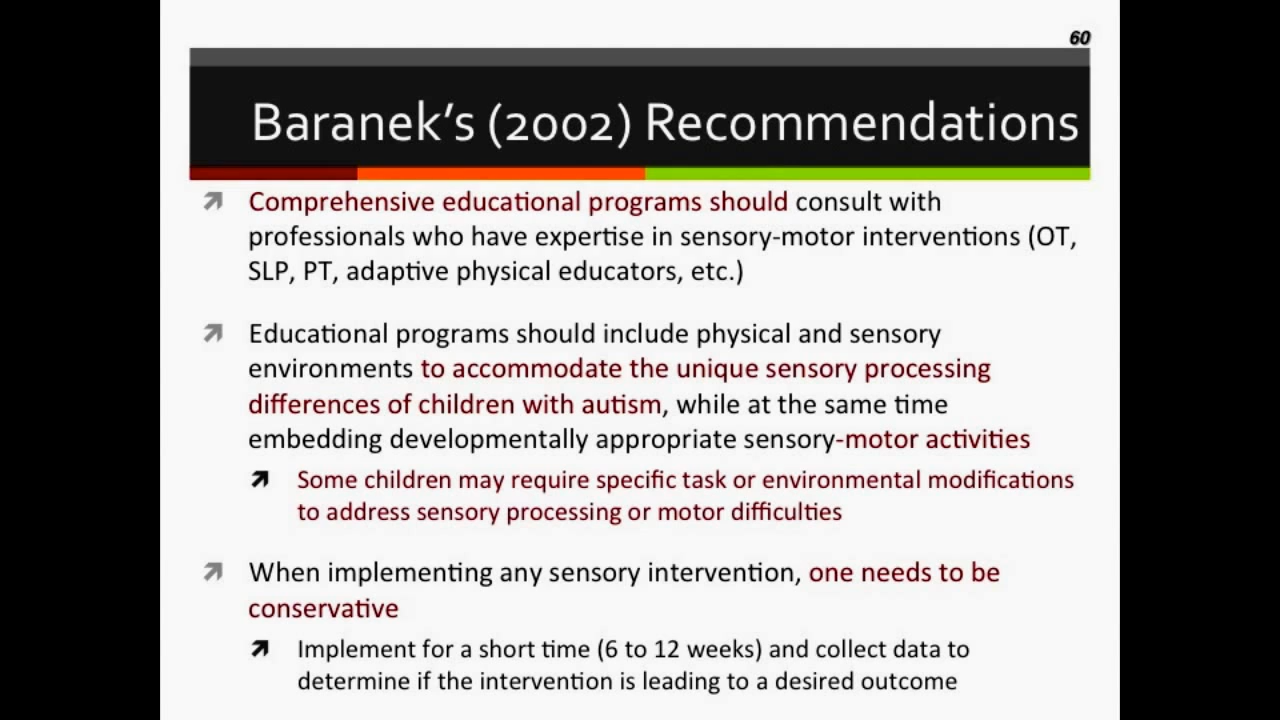 60
Baranek's (2002) Recommendations
Comprehensive educational programs should consult with
professionals who have expertise in sensory-motor interventions (OT,
SLP, PT, adaptive physical educators, etc.)
Educational programs should include physical and sensory
environments to accommodate the unique sensory processing
differences of children with autism, while at the same time
embedding developmentally appropriate sensory-motor activities
Some children may require specific task or environmental modifications
to address sensory processing or motor difficulties
When implementing any sensory intervention, one needs to be
conservative
Implement for a short time (6 to 12 weeks) and collect data to
determine if the intervention is leading to a desired outcome